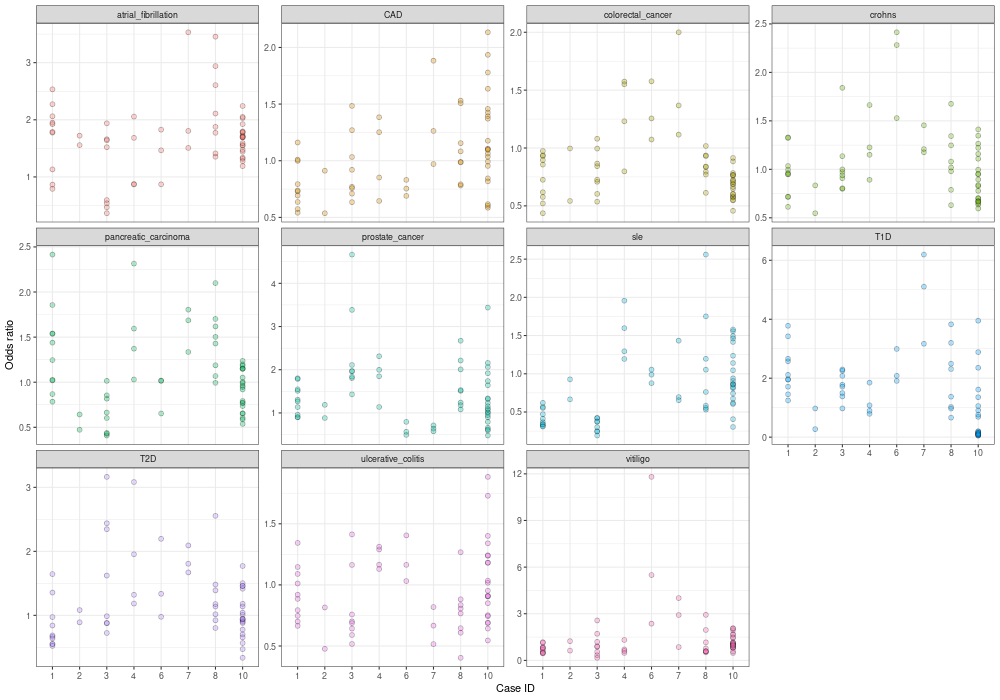 atrial_fibrillation CAD colorectal_cancer crohns
3 2.0 2.0 2.5
2 1.5 1.5 2.0
1 1.0 1.0 1.5
0.5 0.5 1.0
0.5
pancreatic_carcinoma prostate_cancer sle T1D
2.5 4 2.5 6
2.0 3 2.0 4
1.5 2 1.5 2
1.0 1 1.0 0
0.5 0.5
1 2 3 4 6 7 8 10
Odds ratio
T2D ulcerative_colitis vitiligo
3 1.5 12
2 1.0 9
1 0.5 6
3
0
1 2 3 4 6 7 8 10 1 2 3 4 6 7 8 10 1 2 3 4 6 7 8 10
Case ID